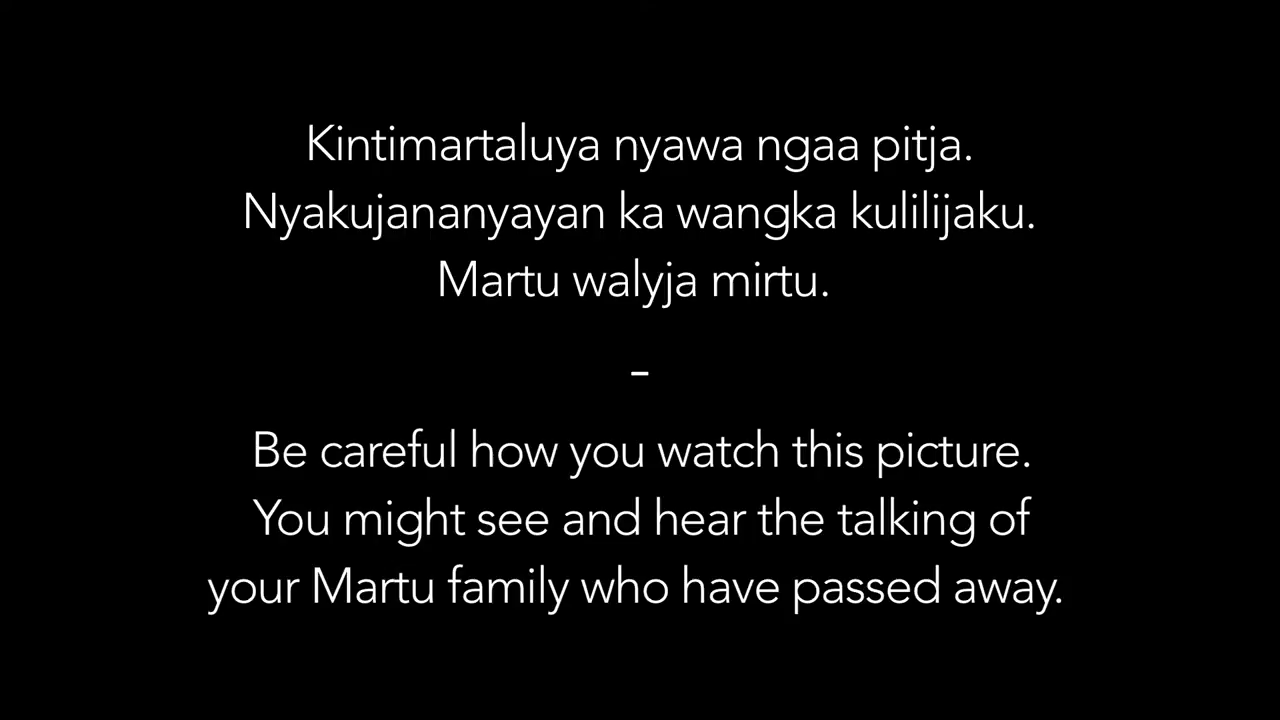 Kintimartaluya nyawa ngaa pitja.
Nyakujananyayan ka wangka kulilijaku.
Martu walyja mirtu.
–
Be careful how you watch this picture.
You might see and hear the talking of
your Martu family who have passed away.